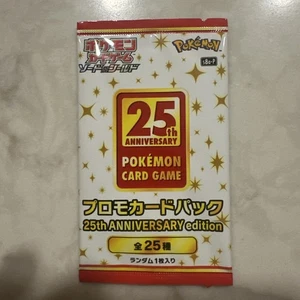 ポケモン
カードゲーム
ソード&シールド
Pokémon
s8a-P
25th
ANNIVERSARY
POKÉMON
CARD GAME
プロモカードパック
25th ANNIVERSARY edition
全25種
ランダム1枚入り